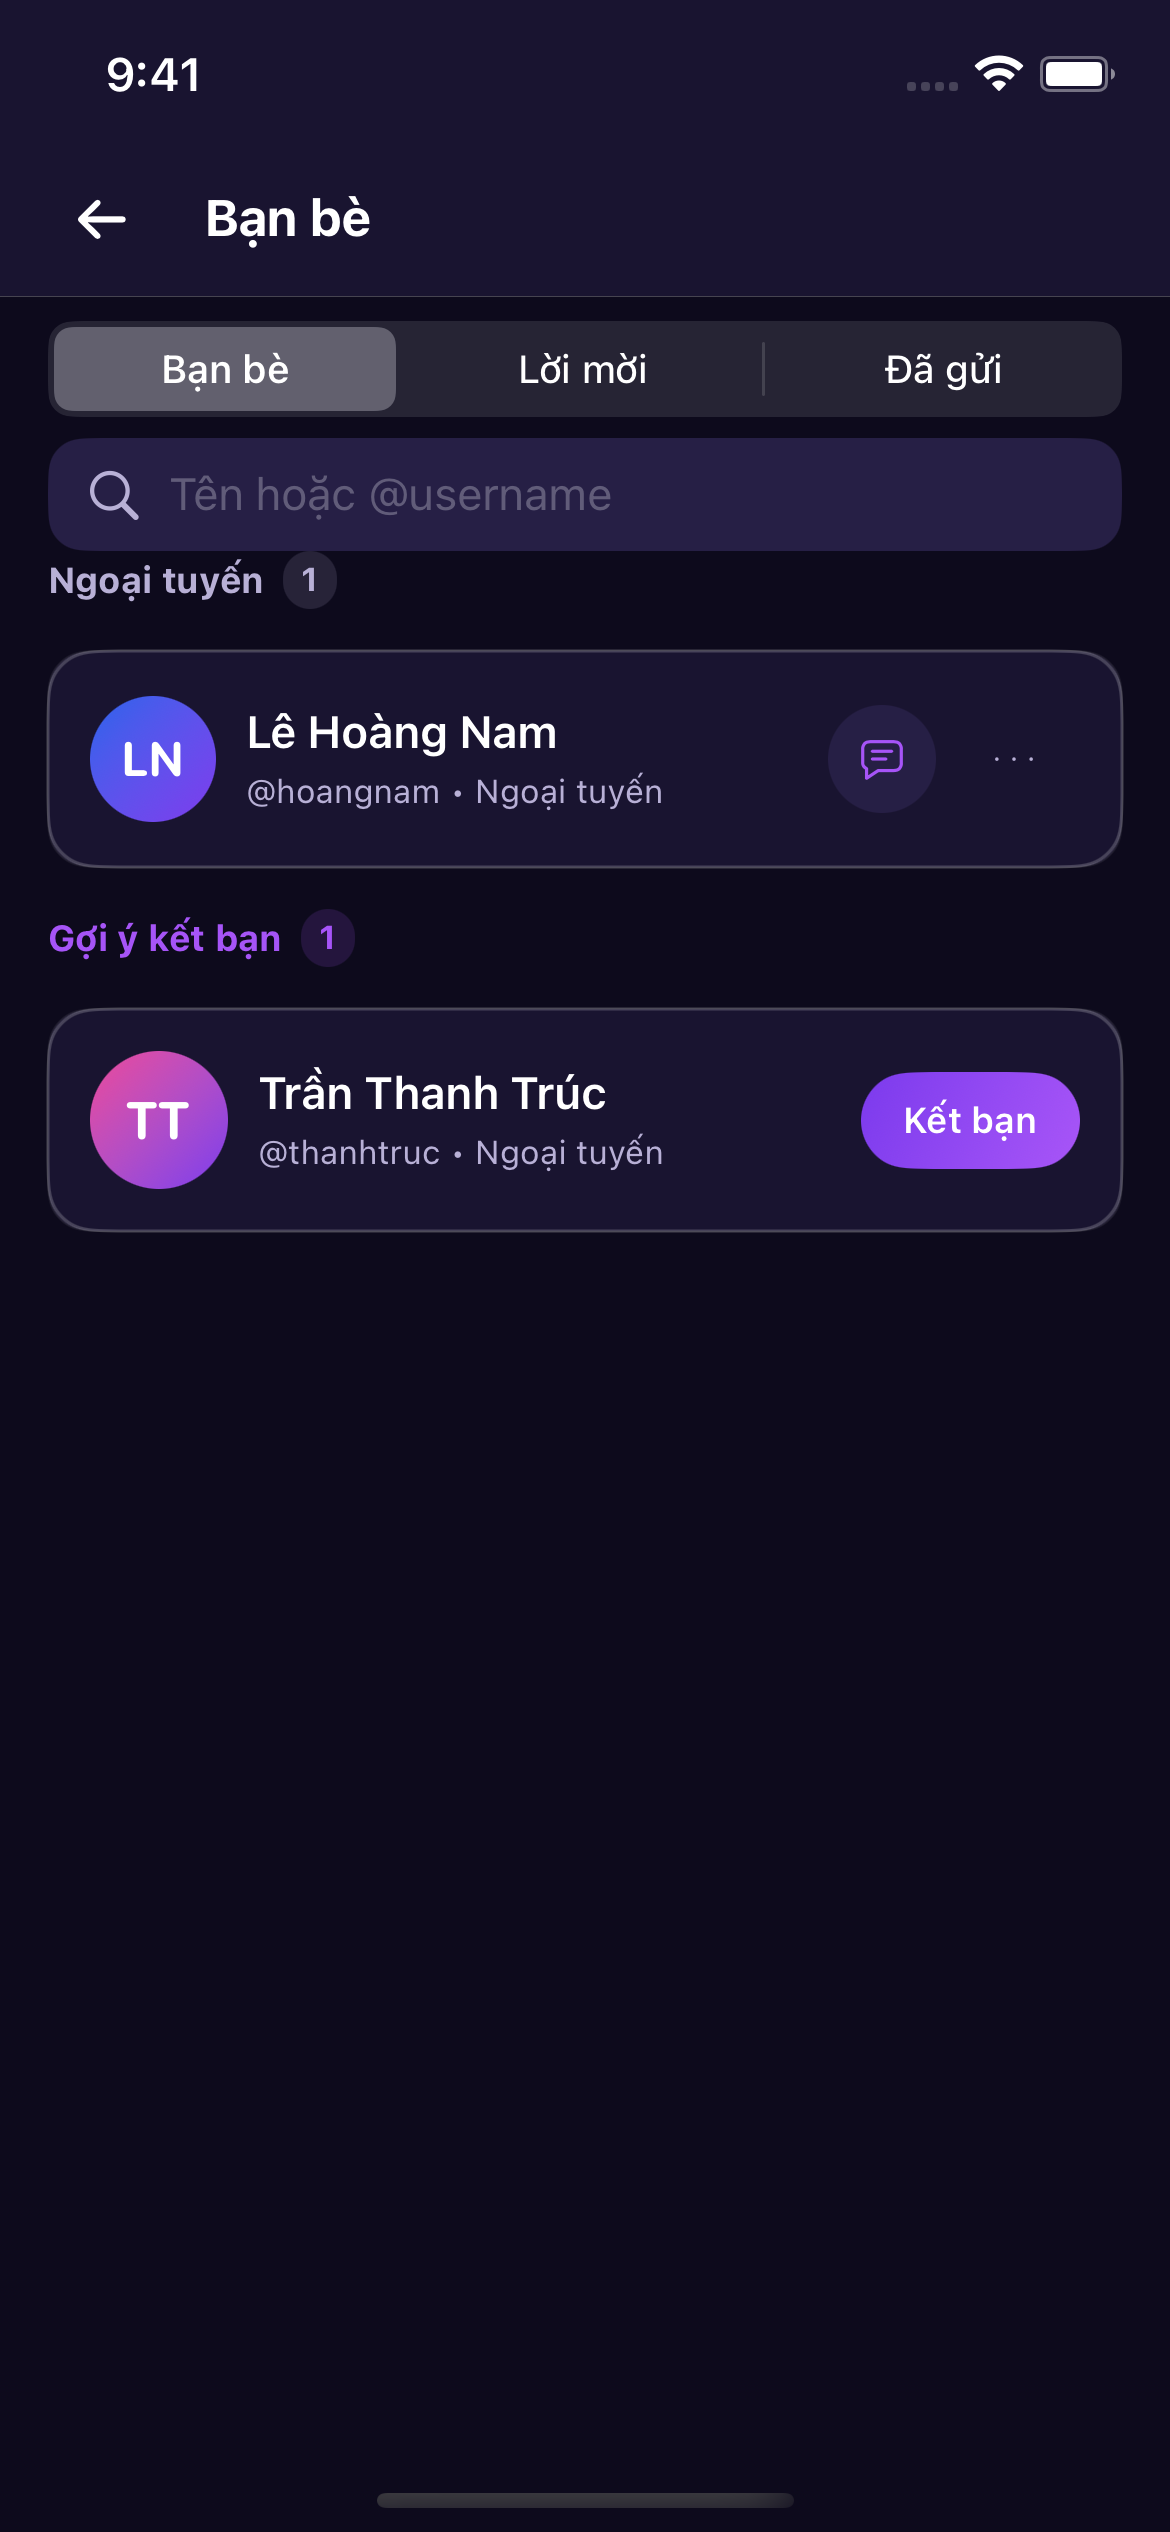 9:41
Bạn bè
Bạn bè
Lời mời
Đã gửi
Tên hoặc @username
Ngoại tuyến 1
LN
Lê Hoàng Nam
@hoangnam • Ngoại tuyến
Gợi ý kết bạn 1
TT
Trần Thanh Trúc
@thanhtruc • Ngoại tuyến
Kết bạn